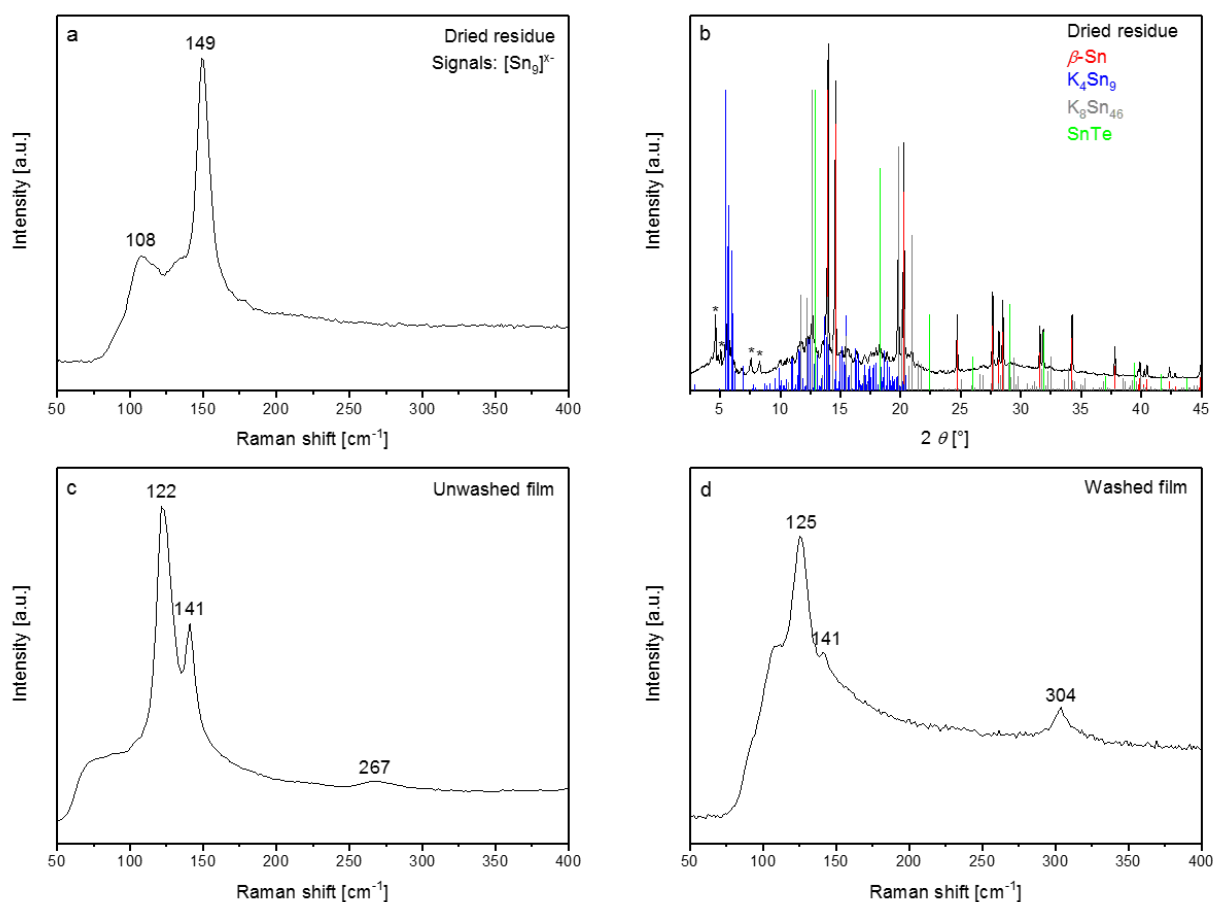 a
Dried residue
Signals: [Sn₉]ˣ⁻
149
108
Intensity [a.u.]
50 100 150 200 250 300 350 400
Raman shift [cm⁻¹]
b
Dried residue
β-Sn
K₄Sn₉
K₈Sn₄₆
SnTe
* * * *
Intensity [a.u.]
5 10 15 20 25 30 35 40 45
2 θ [°]
c
Unwashed film
122
141
267
Intensity [a.u.]
50 100 150 200 250 300 350 400
Raman shift [cm⁻¹]
d
Washed film
125
141
304
Intensity [a.u.]
50 100 150 200 250 300 350 400
Raman shift [cm⁻¹]